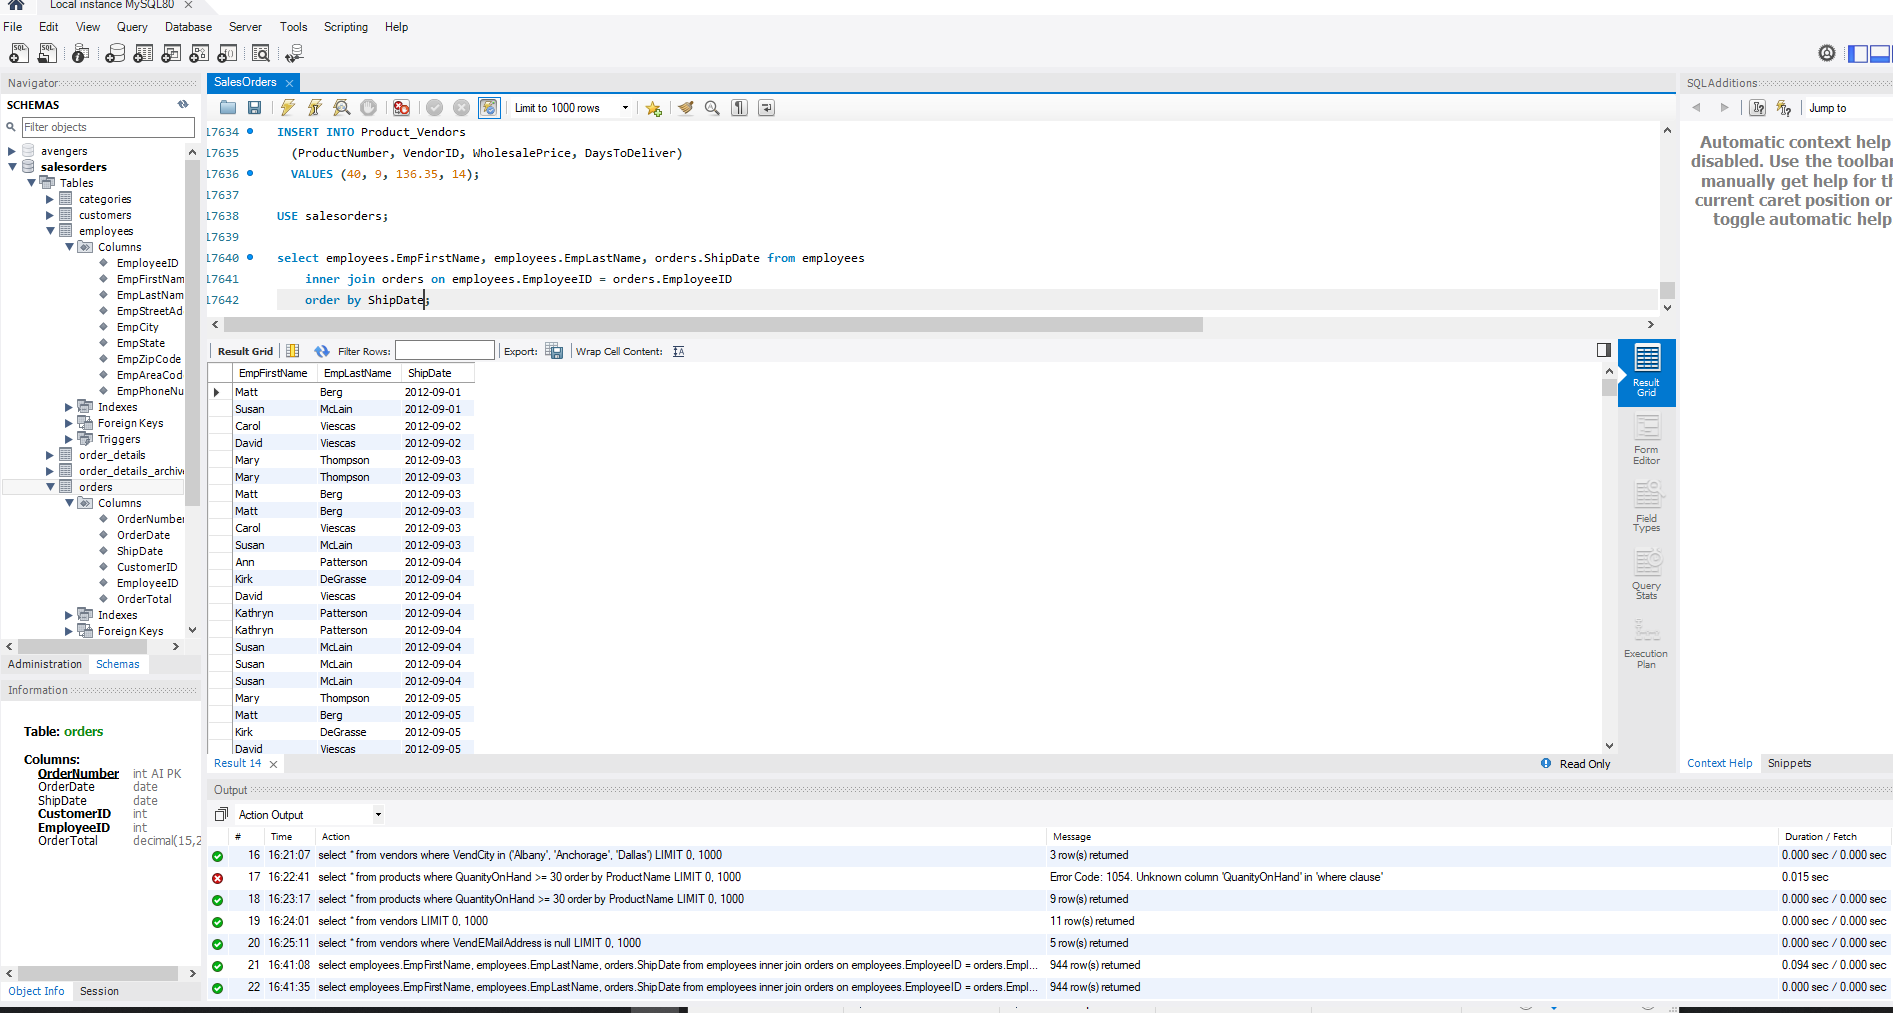 Local instance MySQL80
File Edit View Query Database Server Tools Scripting Help
Navigator
SCHEMAS
Filter objects
avengers
salesorders
Tables
categories
customers
employees
Columns
EmployeeID
EmpFirstNam
EmpLastNam
EmpStreetAd
EmpCity
EmpState
EmpZipCode
EmpAreaCod
EmpPhoneNu
Indexes
Foreign Keys
Triggers
order_details
order_details_archiv
orders
Columns
OrderNumber
OrderDate
ShipDate
CustomerID
EmployeeID
OrderTotal
Indexes
Foreign Keys
Administration Schemas
Information
Table: orders
Columns:
OrderNumber int AI PK
OrderDate date
ShipDate date
CustomerID int
EmployeeID int
OrderTotal decimal(15,2
Object Info Session
SalesOrders
Limit to 1000 rows
17634 INSERT INTO Product_Vendors
17635 (ProductNumber, VendorID, WholesalePrice, DaysToDeliver)
17636 VALUES (40, 9, 136.35, 14);
17637
17638 USE salesorders;
17639
17640 select employees.EmpFirstName, employees.EmpLastName, orders.ShipDate from employees
17641 inner join orders on employees.EmployeeID = orders.EmployeeID
17642 order by ShipDate;
Result Grid Filter Rows: Export: Wrap Cell Content:
EmpFirstName EmpLastName ShipDate
Matt Berg 2012-09-01
Susan McLain 2012-09-01
Carol Viescas 2012-09-02
David Viescas 2012-09-02
Mary Thompson 2012-09-03
Mary Thompson 2012-09-03
Matt Berg 2012-09-03
Matt Berg 2012-09-03
Carol Viescas 2012-09-03
Susan McLain 2012-09-03
Ann Patterson 2012-09-04
Kirk DeGrasse 2012-09-04
David Viescas 2012-09-04
Kathryn Patterson 2012-09-04
Kathryn Patterson 2012-09-04
Susan McLain 2012-09-04
Susan McLain 2012-09-04
Susan McLain 2012-09-04
Mary Thompson 2012-09-05
Matt Berg 2012-09-05
Kirk DeGrasse 2012-09-05
David Viescas 2012-09-05
Result Grid
Form Editor
Field Types
Query Stats
Execution Plan
Result 14
Read Only
SQLAdditions
Jump to
Automatic context help
disabled. Use the toolbar
manually get help for th
current caret position or
toggle automatic help
Context Help Snippets
Output
Action Output
# Time Action Message Duration / Fetch
16 16:21:07 select * from vendors where VendCity in ('Albany', 'Anchorage', 'Dallas') LIMIT 0, 1000 3 row(s) returned 0.000 sec / 0.000 sec
17 16:22:41 select * from products where QuanityOnHand >= 30 order by ProductName LIMIT 0, 1000 Error Code: 1054. Unknown column 'QuanityOnHand' in 'where clause' 0.015 sec
18 16:23:17 select * from products where QuantityOnHand >= 30 order by ProductName LIMIT 0, 1000 9 row(s) returned 0.000 sec / 0.000 sec
19 16:24:01 select * from vendors LIMIT 0, 1000 11 row(s) returned 0.000 sec / 0.000 sec
20 16:25:11 select * from vendors where VendEMailAddress is null LIMIT 0, 1000 5 row(s) returned 0.000 sec / 0.000 sec
21 16:41:08 select employees.EmpFirstName, employees.EmpLastName, orders.ShipDate from employees inner join orders on employees.EmployeeID = orders.Empl... 944 row(s) returned 0.094 sec / 0.000 sec
22 16:41:35 select employees.EmpFirstName, employees.EmpLastName, orders.ShipDate from employees inner join orders on employees.EmployeeID = orders.Empl... 944 row(s) returned 0.000 sec / 0.000 sec